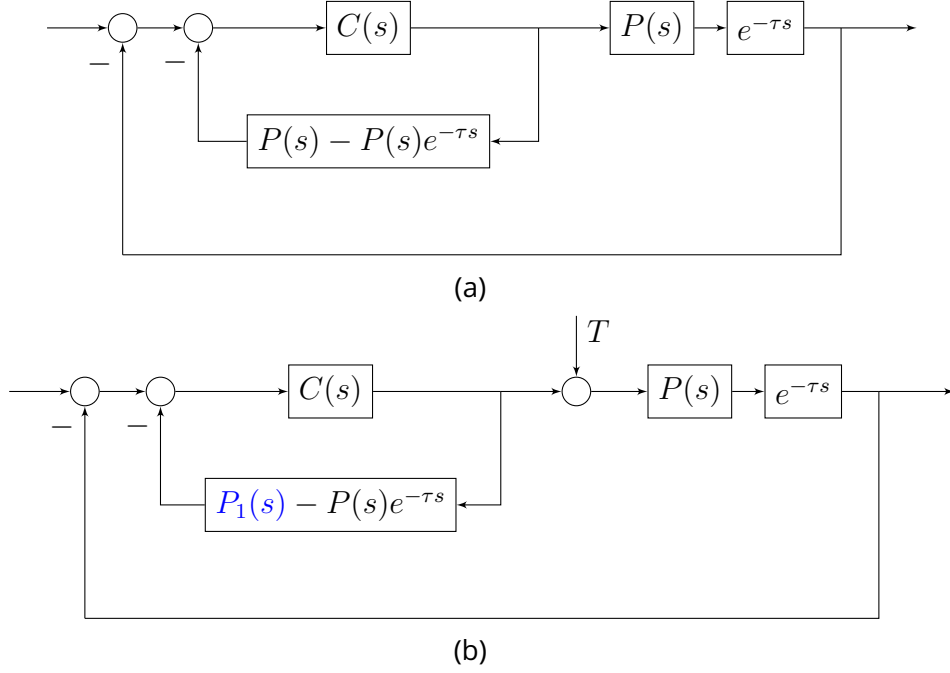 C(s) P(s) e^{-τs}
− −
P(s) − P(s)e^{-τs}
(a)
T
C(s) P(s) e^{-τs}
− −
P_1(s) − P(s)e^{-τs}
(b)